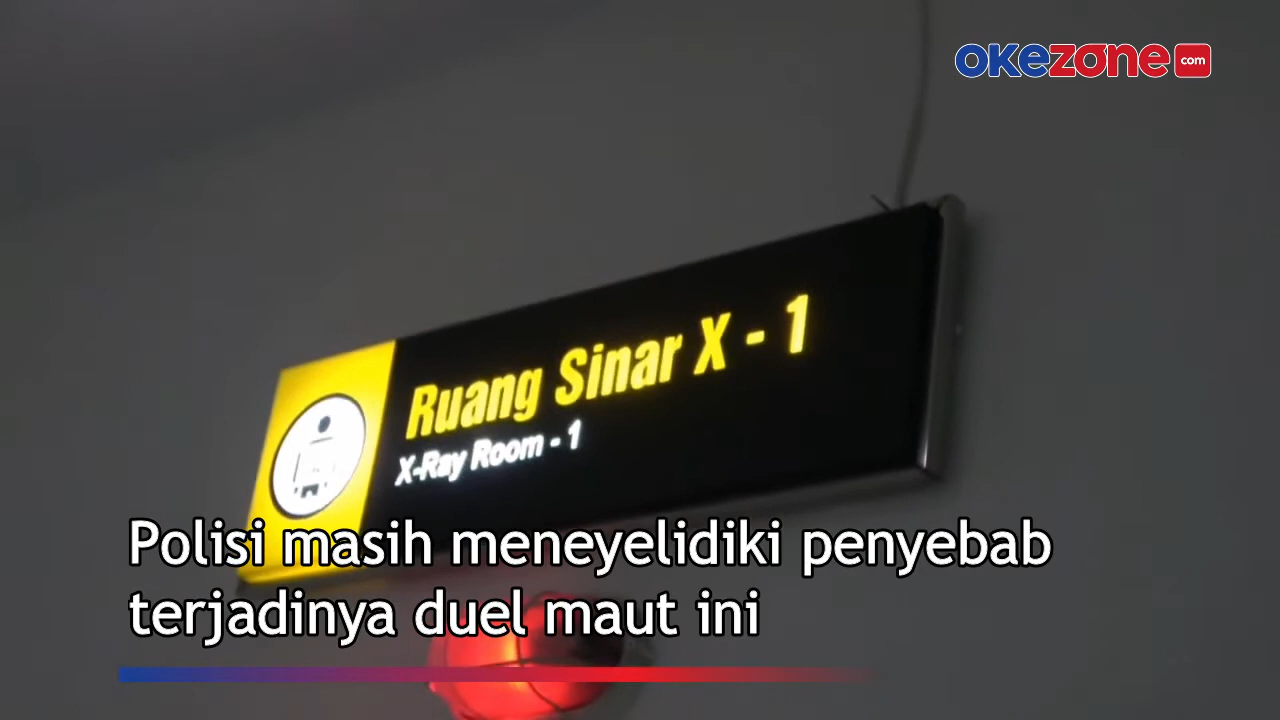 okezone.com
Ruang Sinar X - 1
X-Ray Room - 1
Polisi masih meneyelidiki penyebab
terjadinya duel maut ini